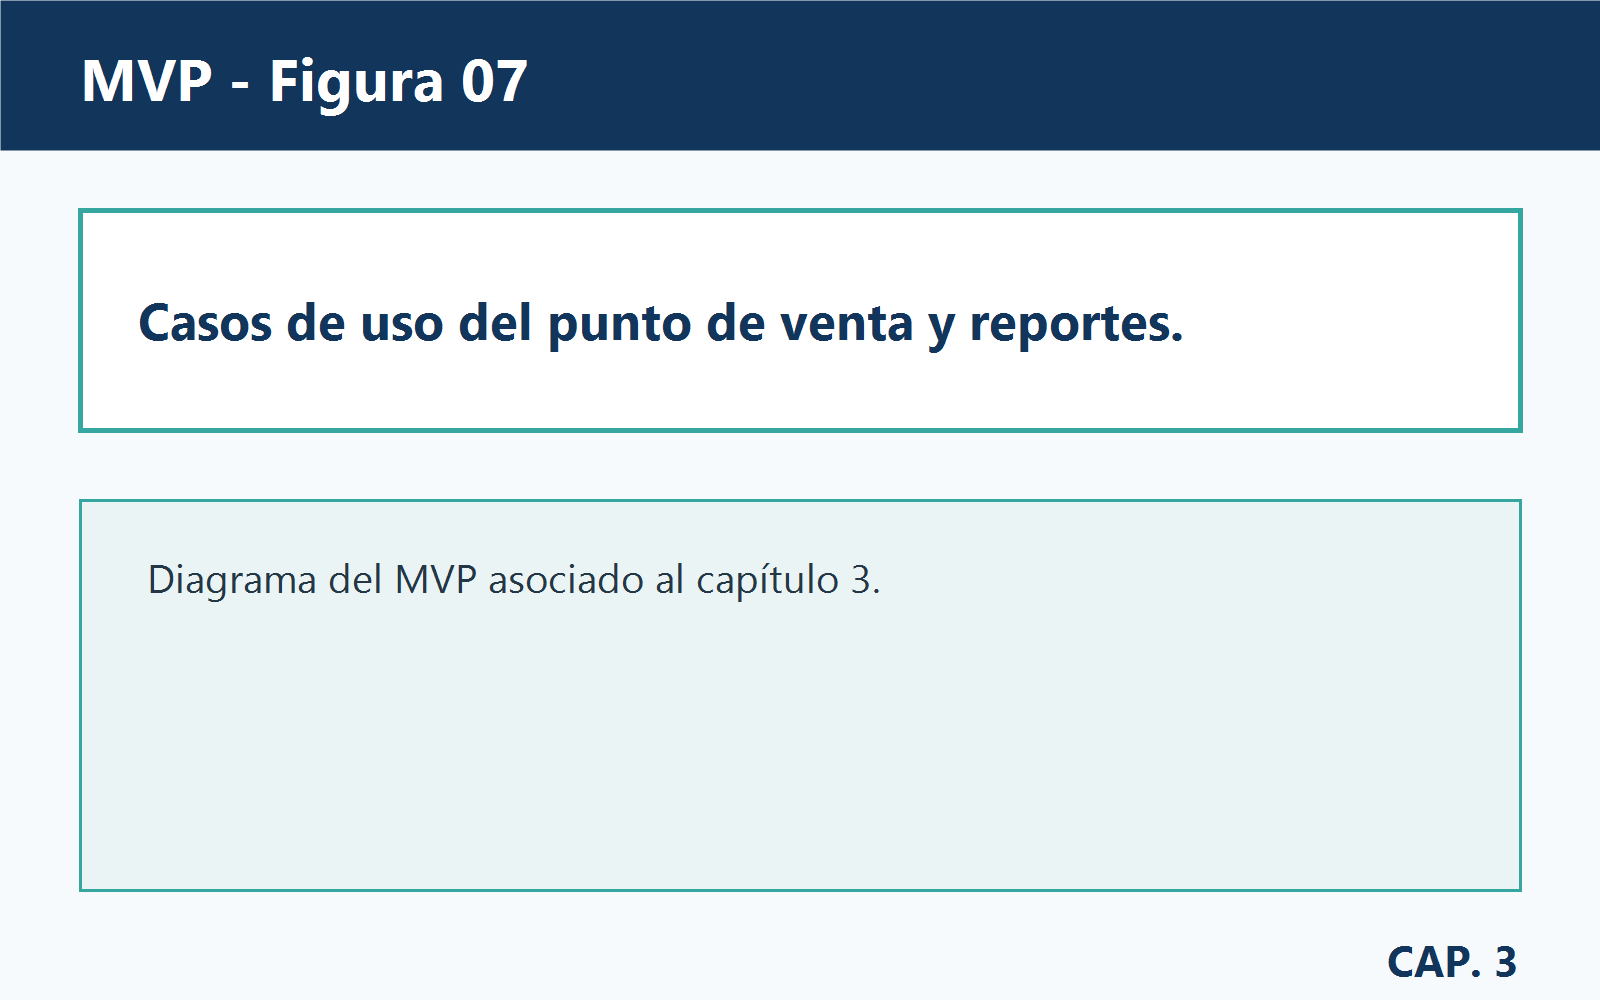 MVP - Figura 07
Casos de uso del punto de venta y reportes.
Diagrama del MVP asociado al capítulo 3.
CAP. 3